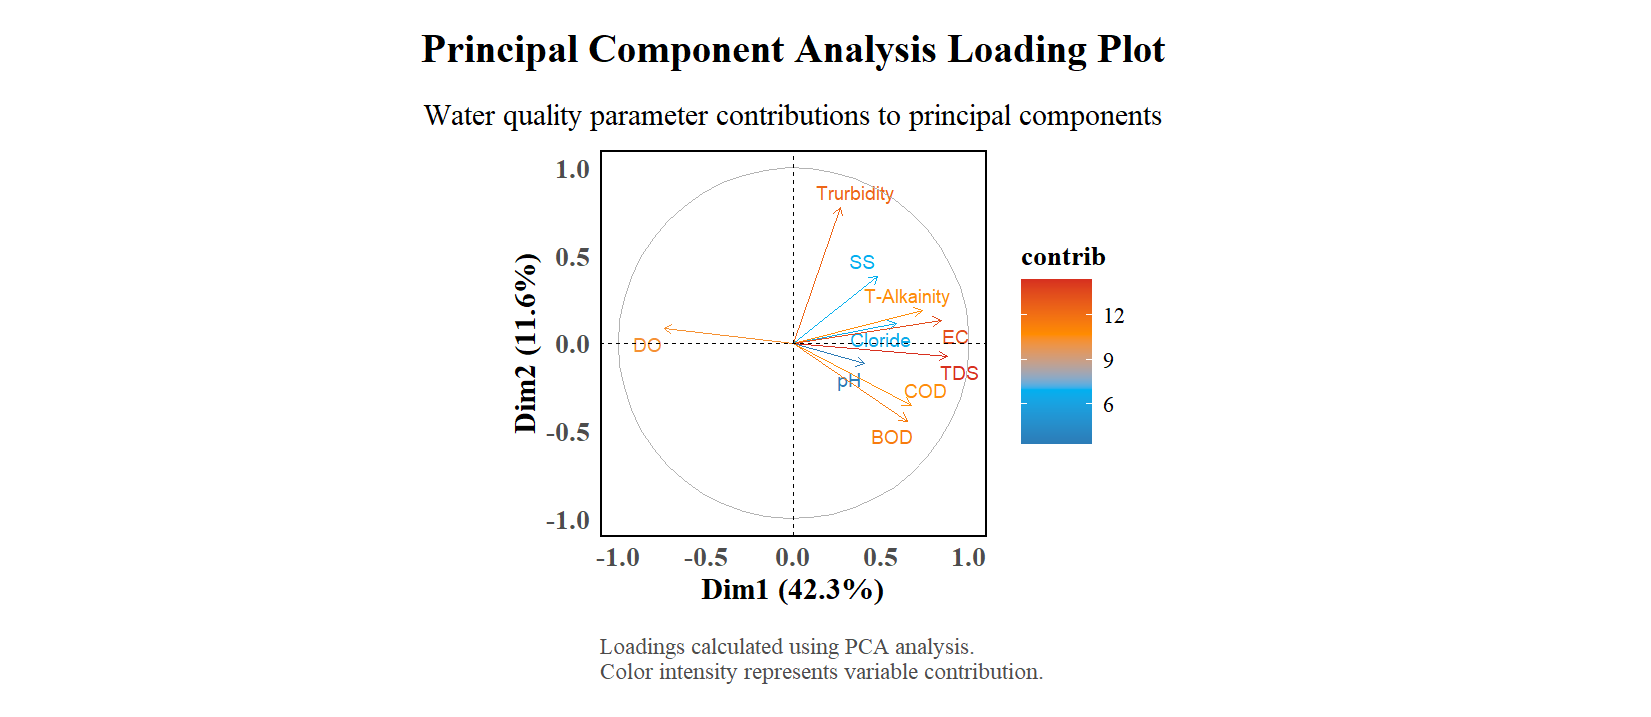 Principal Component Analysis Loading Plot
Water quality parameter contributions to principal components
Dim2 (11.6%)
1.0
0.5
0.0
-0.5
-1.0
Trurbidity
SS
T-Alkainity
EC
Cloride
DO
TDS
pH
COD
BOD
contrib
12
9
6
-1.0 -0.5 0.0 0.5 1.0
Dim1 (42.3%)
Loadings calculated using PCA analysis.
Color intensity represents variable contribution.